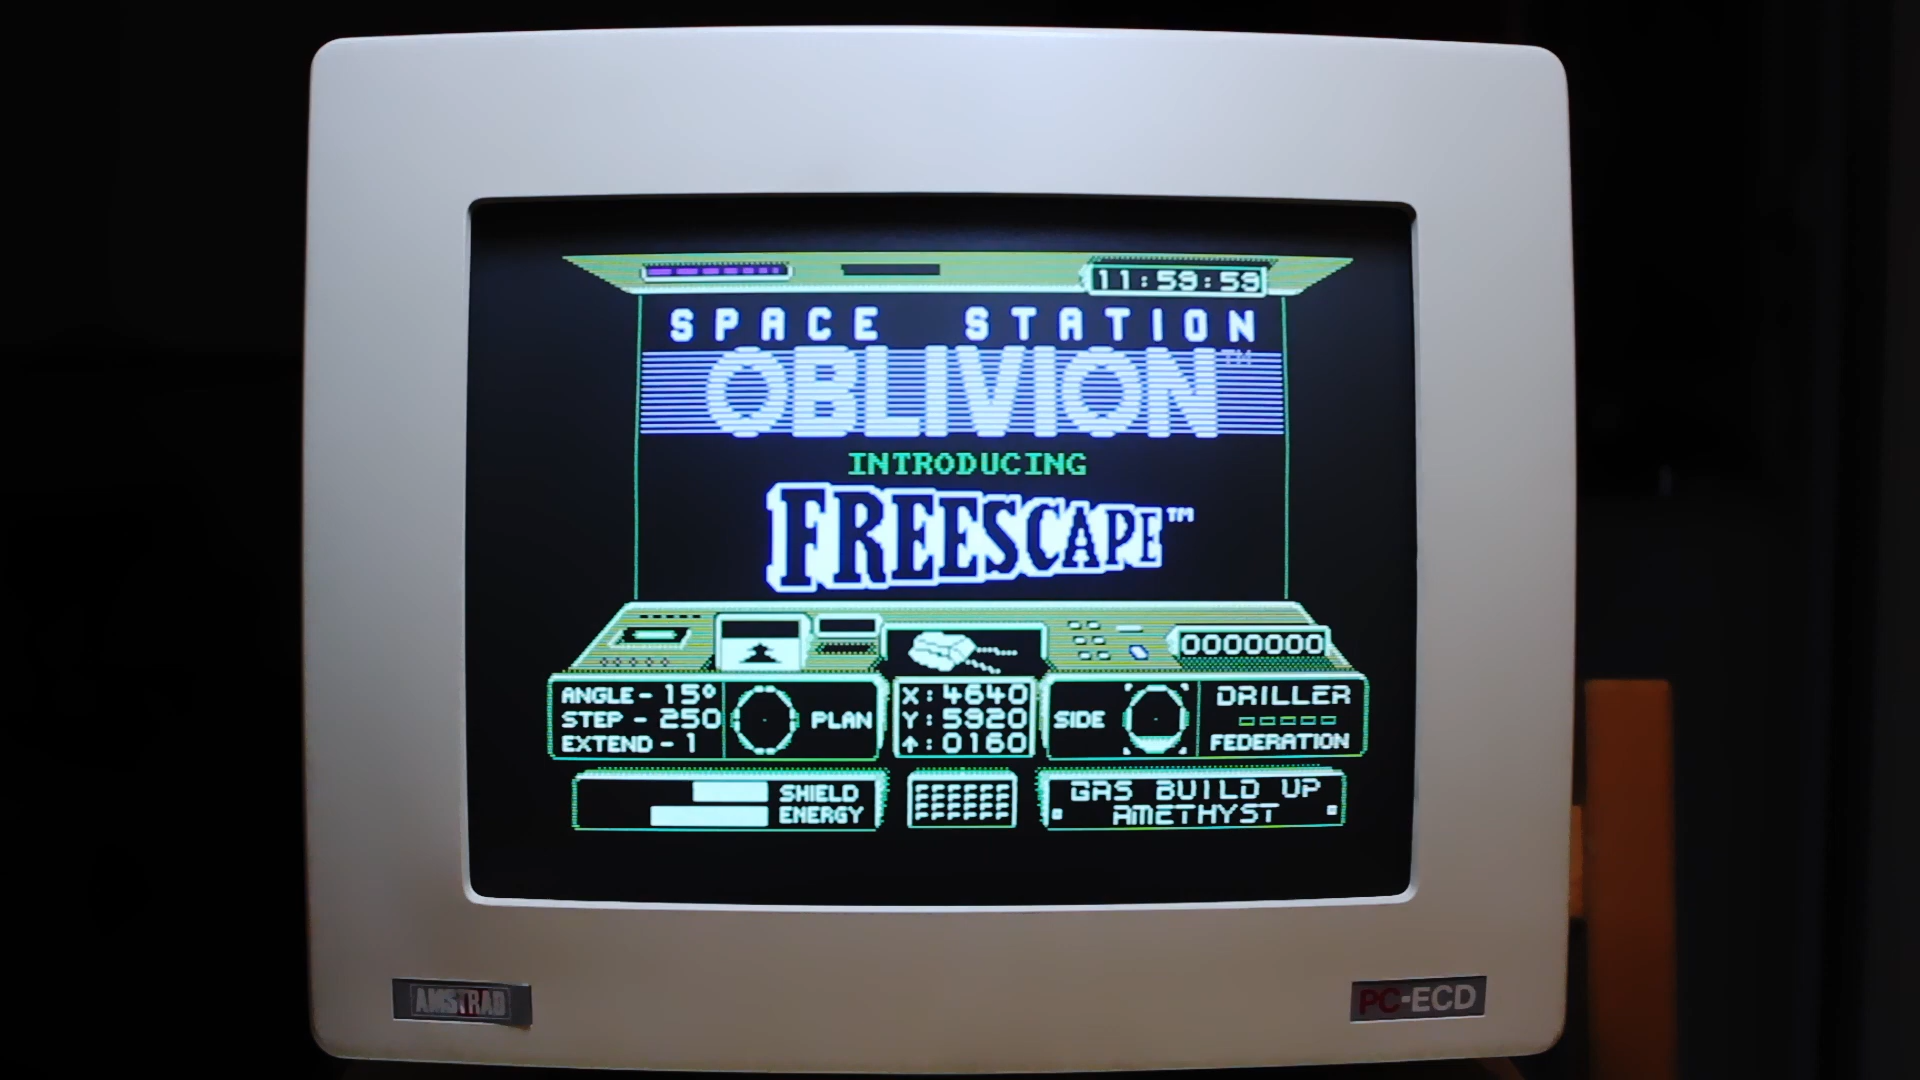 11:59:59
SPACE STATION
OBLIVION™
INTRODUCING
FREESCAPE™
0000000
ANGLE - 15°
STEP - 250
EXTEND - 1
PLAN
X: 4640
Y: 5920
↑: 0160
SIDE
DRILLER
FEDERATION
SHIELD
ENERGY
GAS BUILD UP
AMETHYST
AMSTRAD
PC-ECD